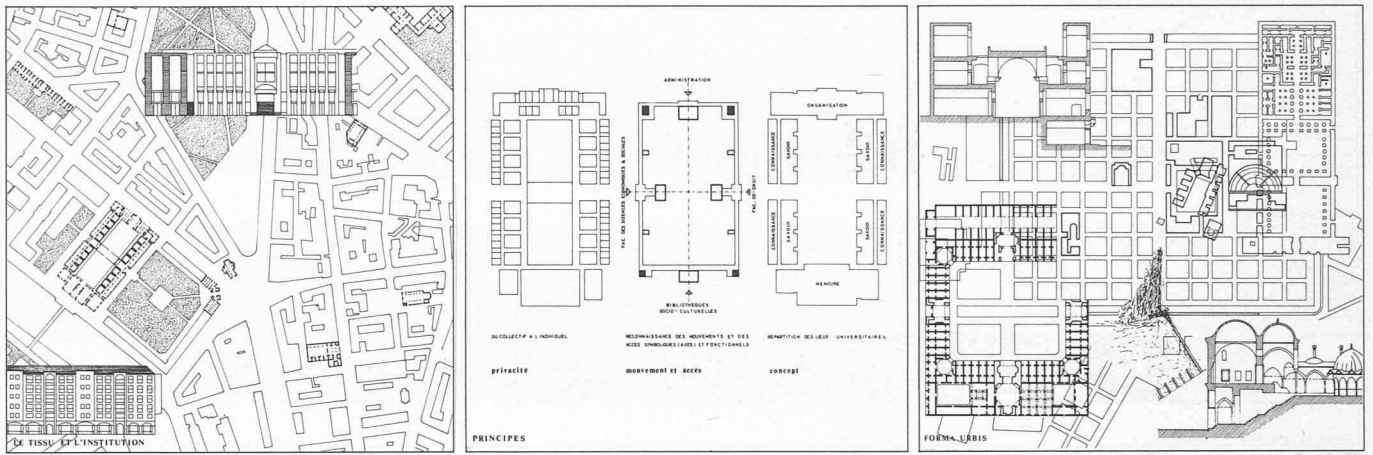 LE TISSU ET L'INSTITUTION
ADMINISTRATION
FAC. DES SCIENCES ECONOMIQUES & SOCIALES
FAC. DE DROIT
BIBLIOTHEQUES
SOCIO-CULTURELLES
ORGANISATION
CONNAISSANCE
SAVOIR
SAVOIR
CONNAISSANCE
CONNAISSANCE
SAVOIR
SAVOIR
CONNAISSANCE
MEMOIRE
DU COLLECTIF A L'INDIVIDUEL
privacité
RECONNAISSANCE DES MOUVEMENTS ET DES
ACCES SYMBOLIQUES (AXES) ET FONCTIONNELS
mouvement et accès
REPARTITION DES LIEUX UNIVERSITAIRES
concept
PRINCIPES
FORMA URBIS